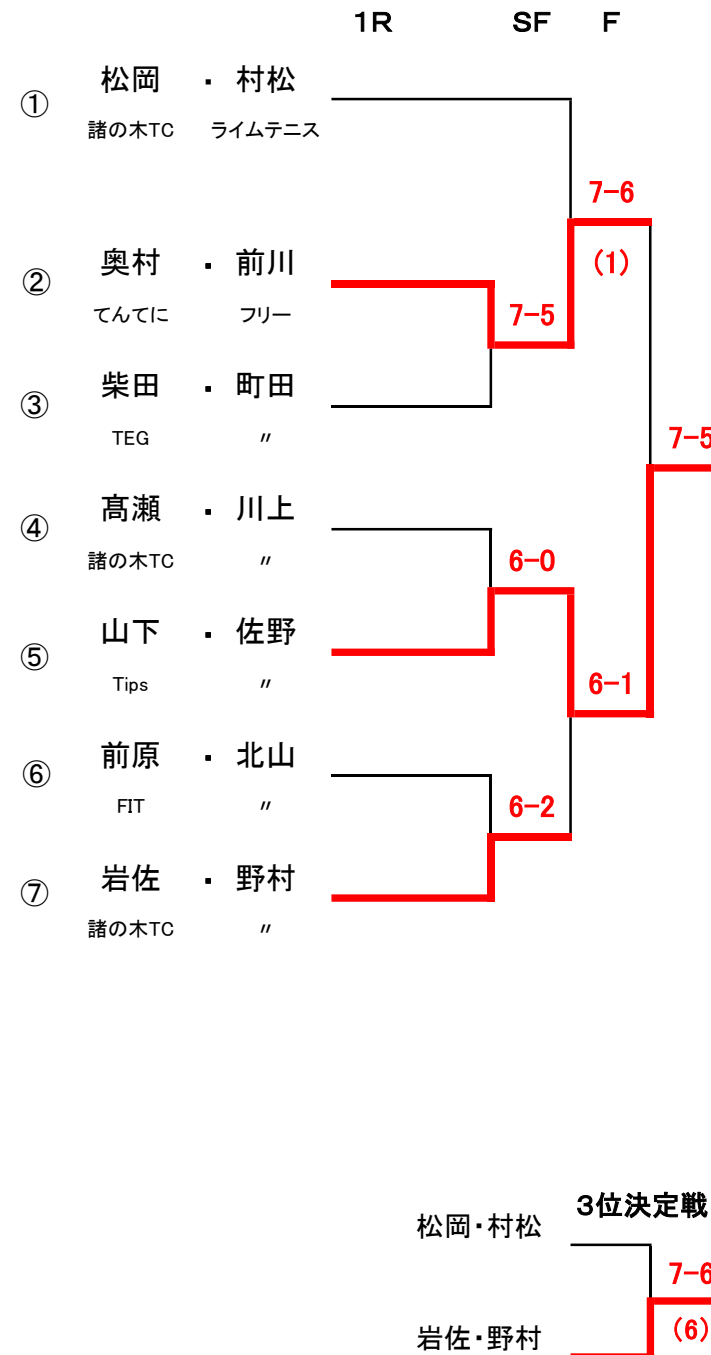 1R SF F
① 松岡 ・ 村松
諸の木TC ライムテニス
7-6
② 奥村 ・ 前川 (1)
てんてに フリー 7-5
③ 柴田 ・ 町田
TEG 〃 7-5
④ 髙瀬 ・ 川上
諸の木TC 〃 6-0
⑤ 山下 ・ 佐野
Tips 〃 6-1
⑥ 前原 ・ 北山
FIT 〃 6-2
⑦ 岩佐 ・ 野村
諸の木TC 〃
3位決定戦
松岡・村松
7-6
岩佐・野村 (6)